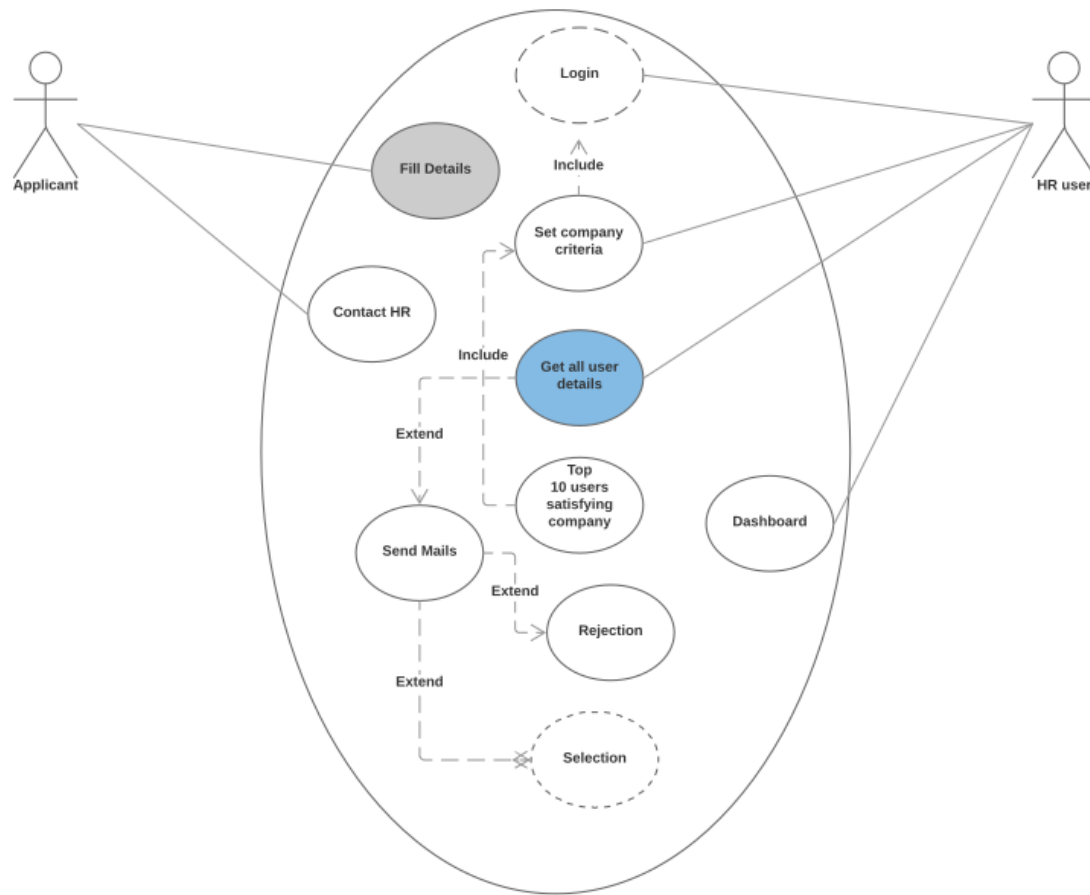 Login
Include
Fill Details
Applicant
HR user
Set company
criteria
Contact HR
Include
Get all user
details
Extend
Top
10 users
satisfying
company
Dashboard
Send Mails
Extend
Rejection
Extend
Selection